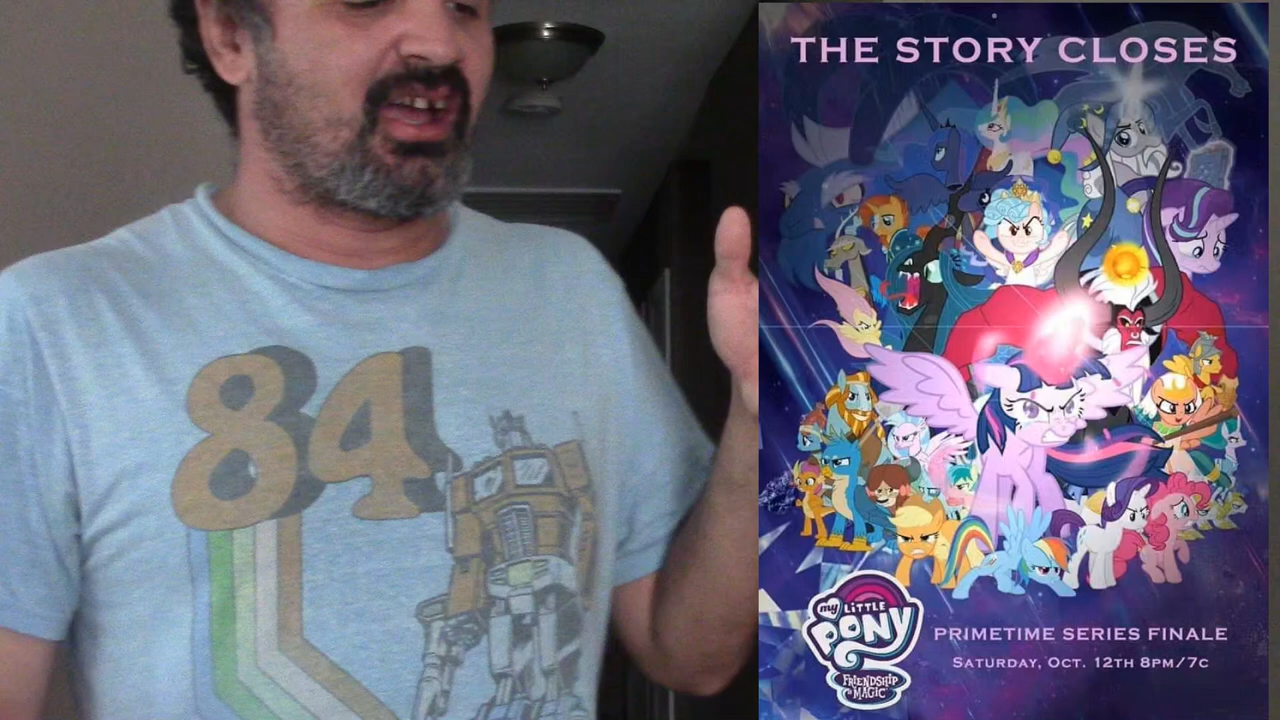 84
THE STORY CLOSES
my LITTLE
PONY
FRIENDSHIP
is MAGIC
PRIMETIME SERIES FINALE
SATURDAY, OCT. 12TH 8PM/7C